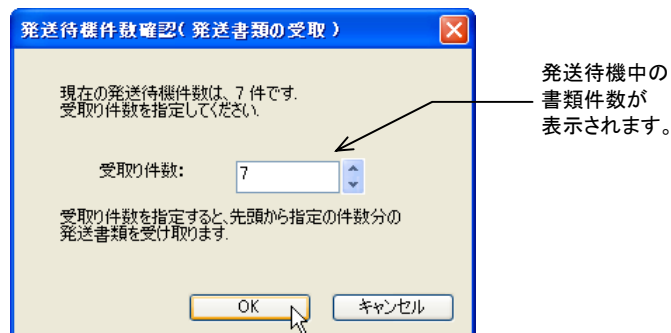 発送待機件数確認(発送書類の受取)
現在の発送待機件数は、7 件です.
受取り件数を指定してください.
受取り件数:
7
受取り件数を指定すると、先頭から指定の件数分の
発送書類を受け取ります.
OK
キャンセル
発送待機中の
書類件数が
表示されます。